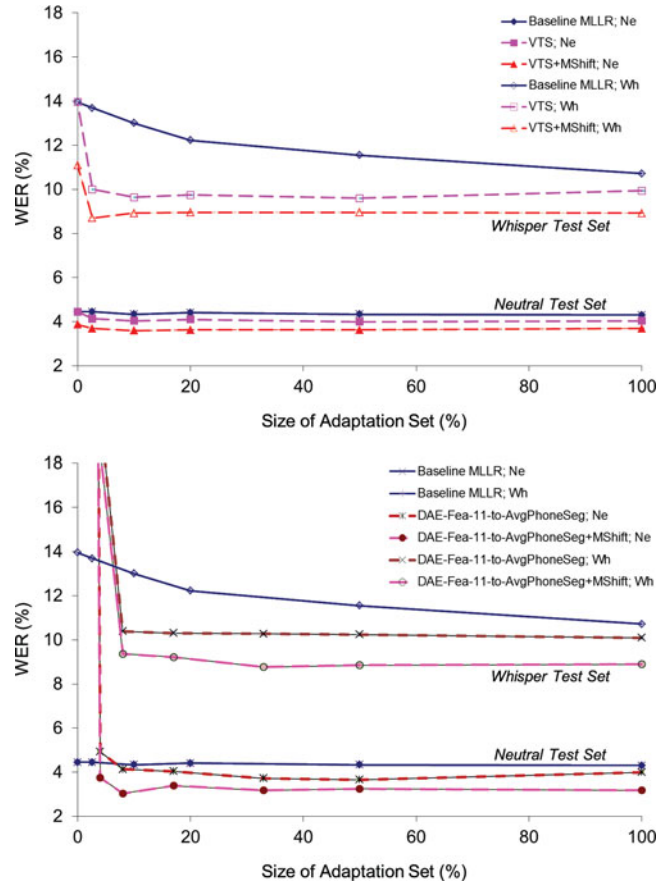 18
16
14
12
10
8
6
4
2
WER (%)
Baseline MLLR; Ne
VTS; Ne
VTS+MShift; Ne
Baseline MLLR; Wh
VTS; Wh
VTS+MShift; Wh
Whisper Test Set
Neutral Test Set
0 20 40 60 80 100
Size of Adaptation Set (%)
18
16
14
12
10
8
6
4
2
WER (%)
Baseline MLLR; Ne
Baseline MLLR; Wh
DAE-Fea-11-to-AvgPhoneSeg; Ne
DAE-Fea-11-to-AvgPhoneSeg+MShift; Ne
DAE-Fea-11-to-AvgPhoneSeg; Wh
DAE-Fea-11-to-AvgPhoneSeg+MShift; Wh
Whisper Test Set
Neutral Test Set
0 20 40 60 80 100
Size of Adaptation Set (%)